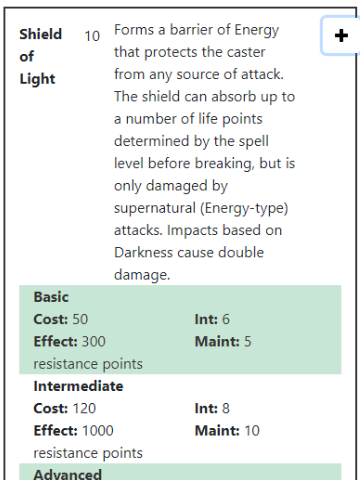 Shield of Light 10 Forms a barrier of Energy
that protects the caster
from any source of attack.
The shield can absorb up to
a number of life points
determined by the spell
level before breaking, but is
only damaged by
supernatural (Energy-type)
attacks. Impacts based on
Darkness cause double
damage.
+
Basic
Cost: 50 Int: 6
Effect: 300 Maint: 5
resistance points
Intermediate
Cost: 120 Int: 8
Effect: 1000 Maint: 10
resistance points
Advanced